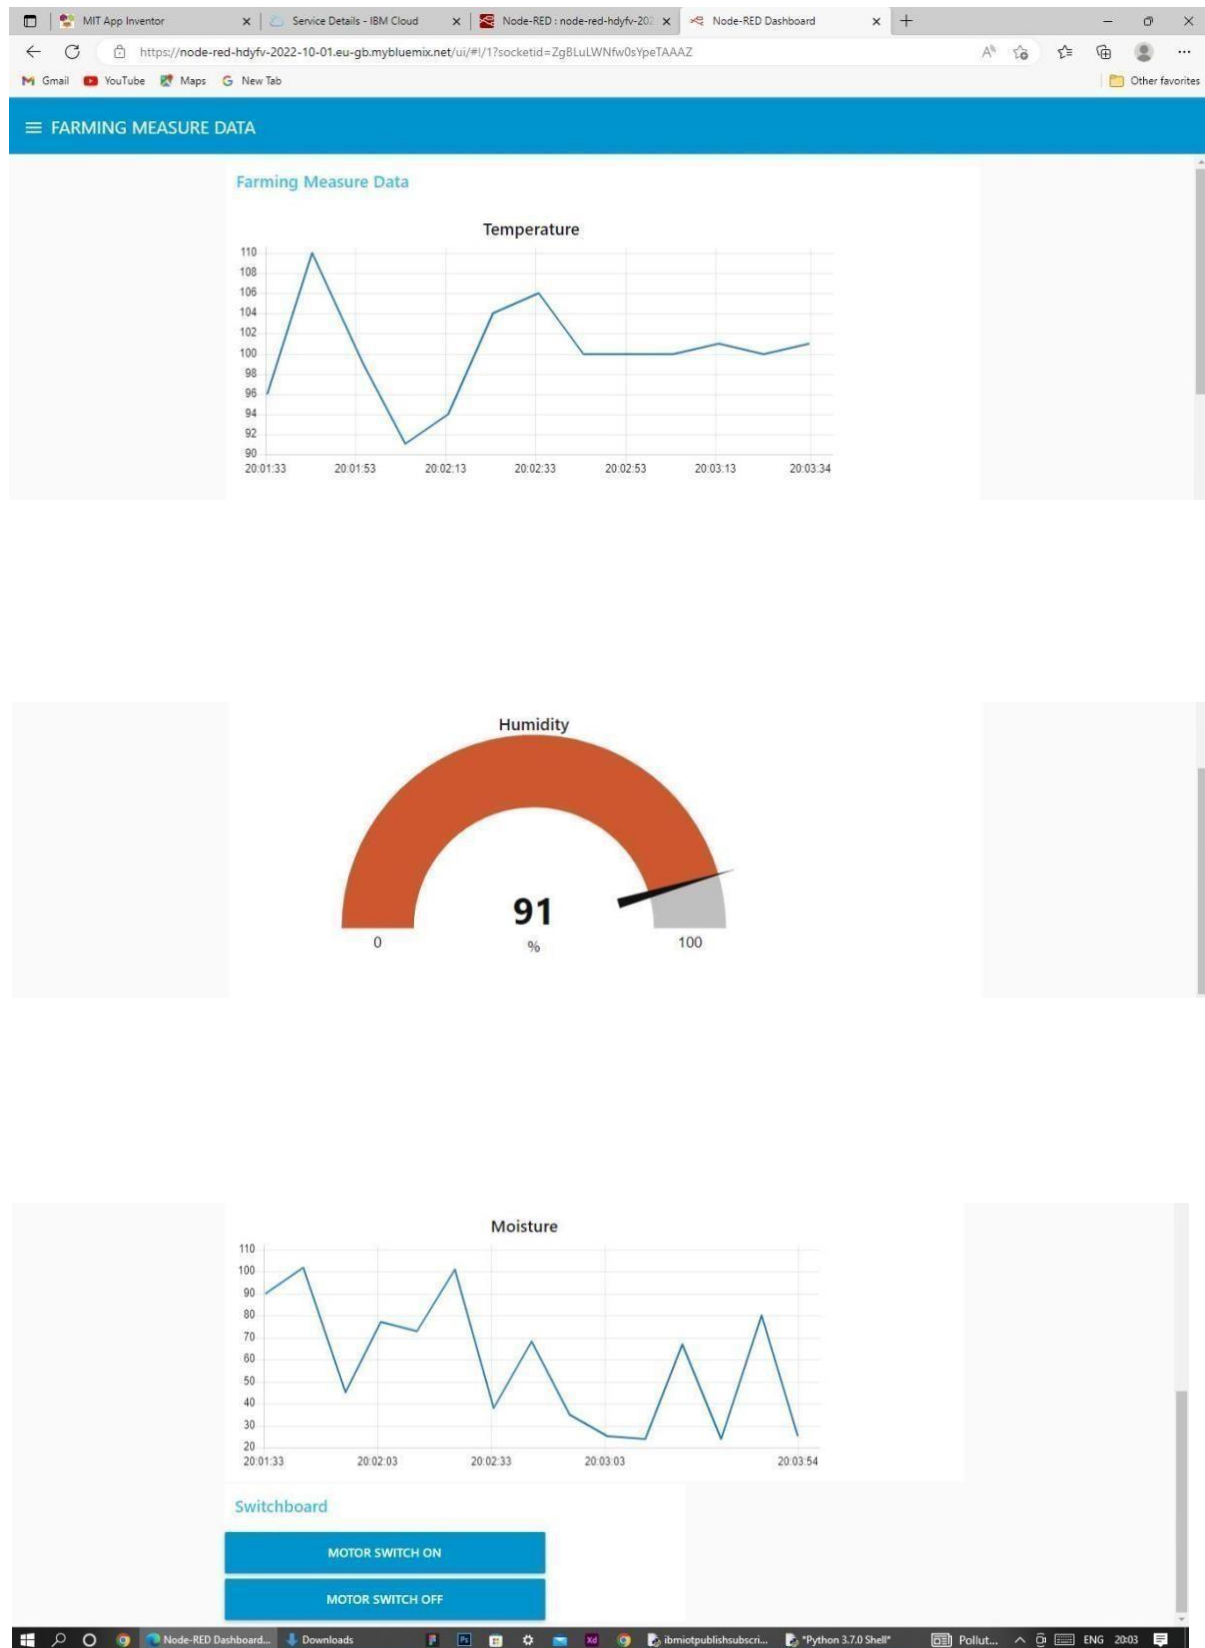 MIT App Inventor Service Details - IBM Cloud Node-RED : node-red-hdyfv-202 Node-RED Dashboard
https://node-red-hdyfv-2022-10-01.eu-gb.mybluemix.net/ui/#!/1?socketid=ZgBLuLWNfw0sYpeTAAAZ
Gmail YouTube Maps New Tab Other favorites
FARMING MEASURE DATA
Farming Measure Data
Temperature
110
108
106
104
102
100
98
96
94
92
90
20:01:33 20:01:53 20:02:13 20:02:33 20:02:53 20:03:13 20:03:34
Humidity
91
0 % 100
Moisture
110
100
90
80
70
60
50
40
30
20
20:01:33 20:02:03 20:02:33 20:03:03 20:03:54
Switchboard
MOTOR SWITCH ON
MOTOR SWITCH OFF
Node-RED Dashboard... Downloads Ps Xd ibmiotpublishsubscri... *Python 3.7.0 Shell* Pollut... ENG 20:03